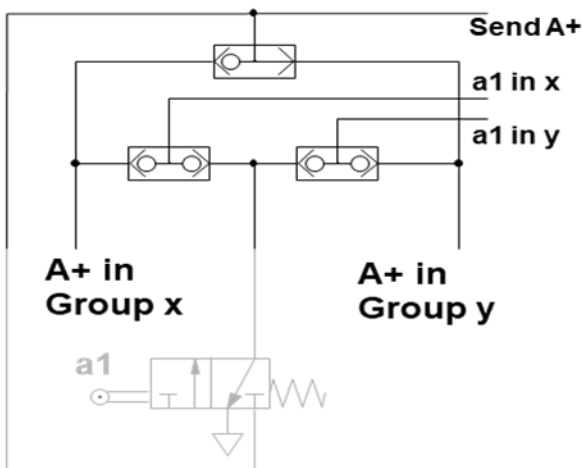 Send A+
a1 in x
a1 in y
A+ in
Group x
A+ in
Group y
a1